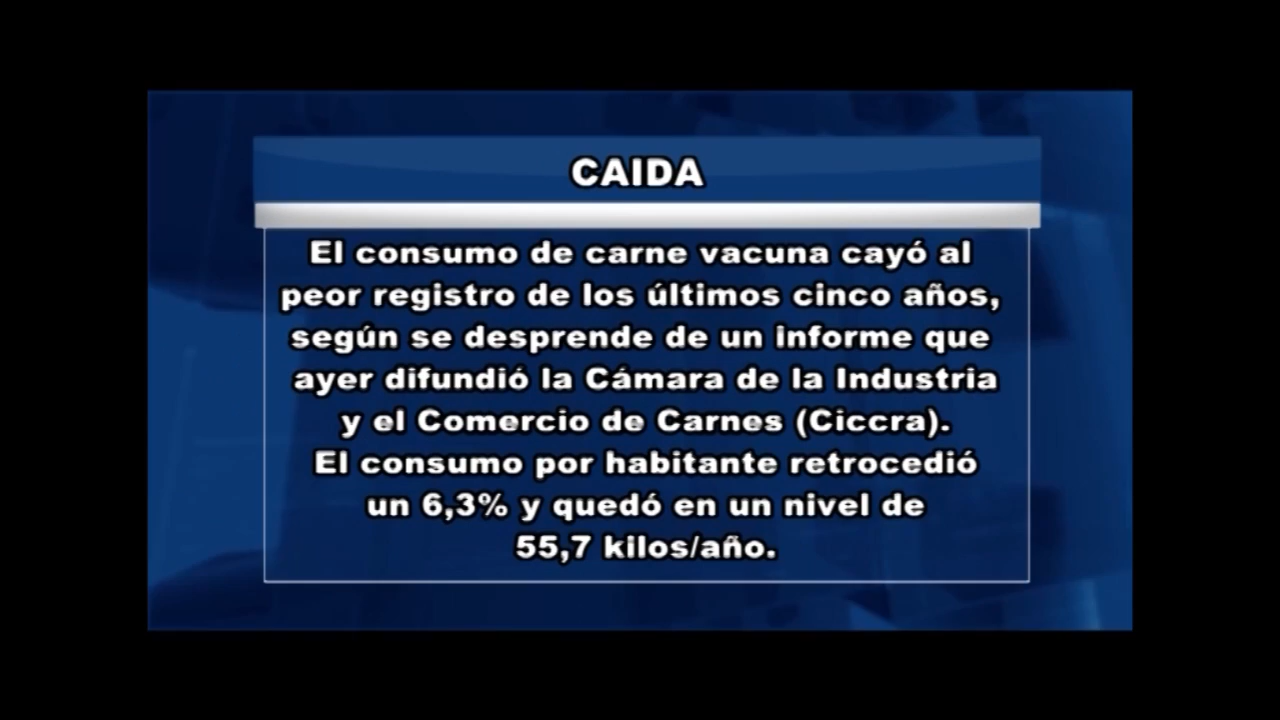 CAIDA
El consumo de carne vacuna cayó al
peor registro de los últimos cinco años,
según se desprende de un informe que
ayer difundió la Cámara de la Industria
y el Comercio de Carnes (Ciccra).
El consumo por habitante retrocedió
un 6,3% y quedó en un nivel de
55,7 kilos/año.